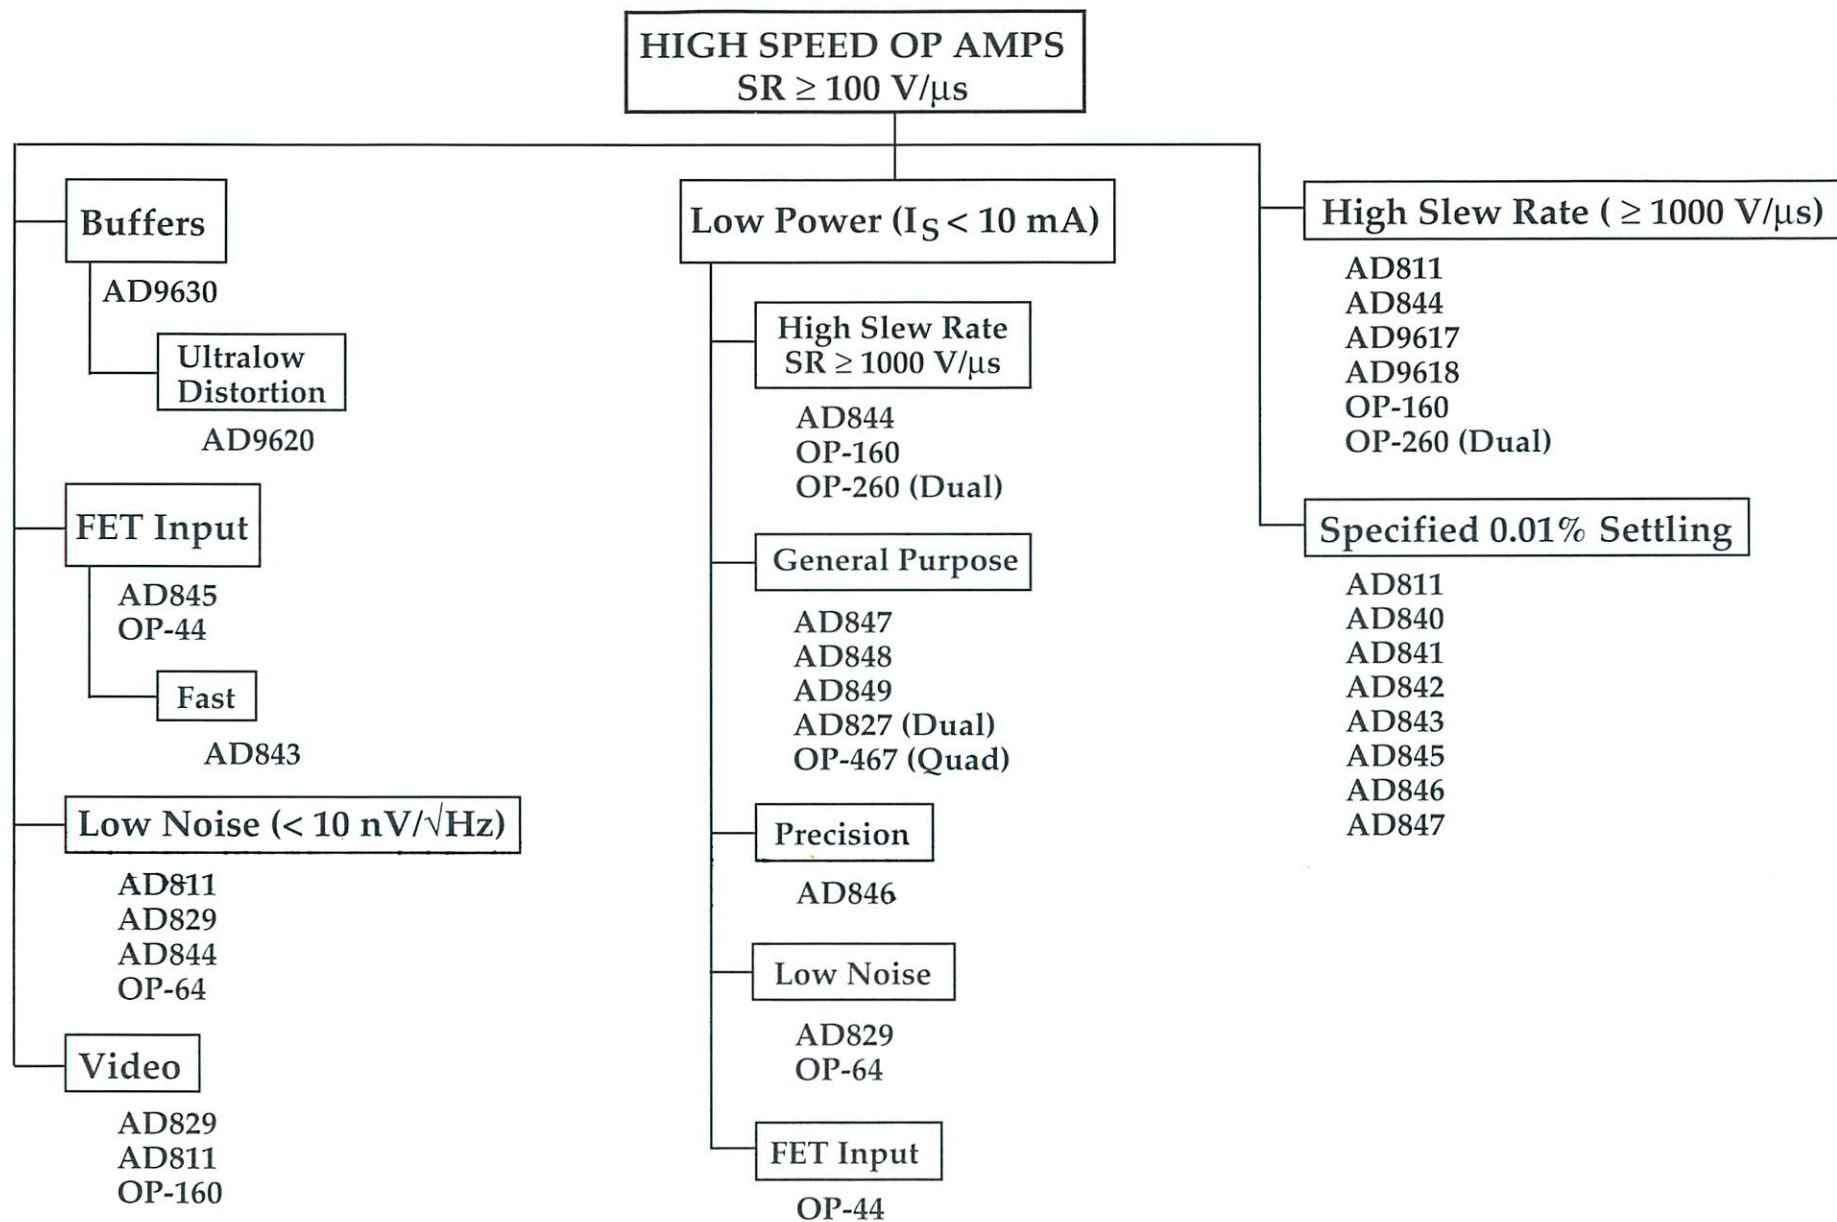 HIGH SPEED OP AMPS
SR ≥ 100 V/μs
Buffers
AD9630
Ultralow
Distortion
AD9620
FET Input
AD845
OP-44
Fast
AD843
Low Noise (< 10 nV/√Hz)
AD811
AD829
AD844
OP-64
Video
AD829
AD811
OP-160
Low Power (IS < 10 mA)
High Slew Rate
SR ≥ 1000 V/μs
AD844
OP-160
OP-260 (Dual)
General Purpose
AD847
AD848
AD849
AD827 (Dual)
OP-467 (Quad)
Precision
AD846
Low Noise
AD829
OP-64
FET Input
OP-44
High Slew Rate ( ≥ 1000 V/μs)
AD811
AD844
AD9617
AD9618
OP-160
OP-260 (Dual)
Specified 0.01% Settling
AD811
AD840
AD841
AD842
AD843
AD845
AD846
AD847